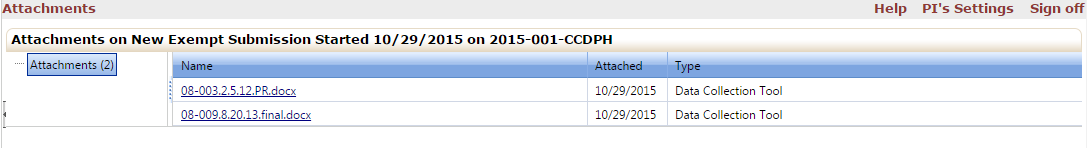 Attachments Help PI's Settings Sign off
Attachments on New Exempt Submission Started 10/29/2015 on 2015-001-CCDPH
Attachments (2) Name Attached Type
08-003.2.5.12.PR.docx 10/29/2015 Data Collection Tool
08-009.8.20.13.final.docx 10/29/2015 Data Collection Tool